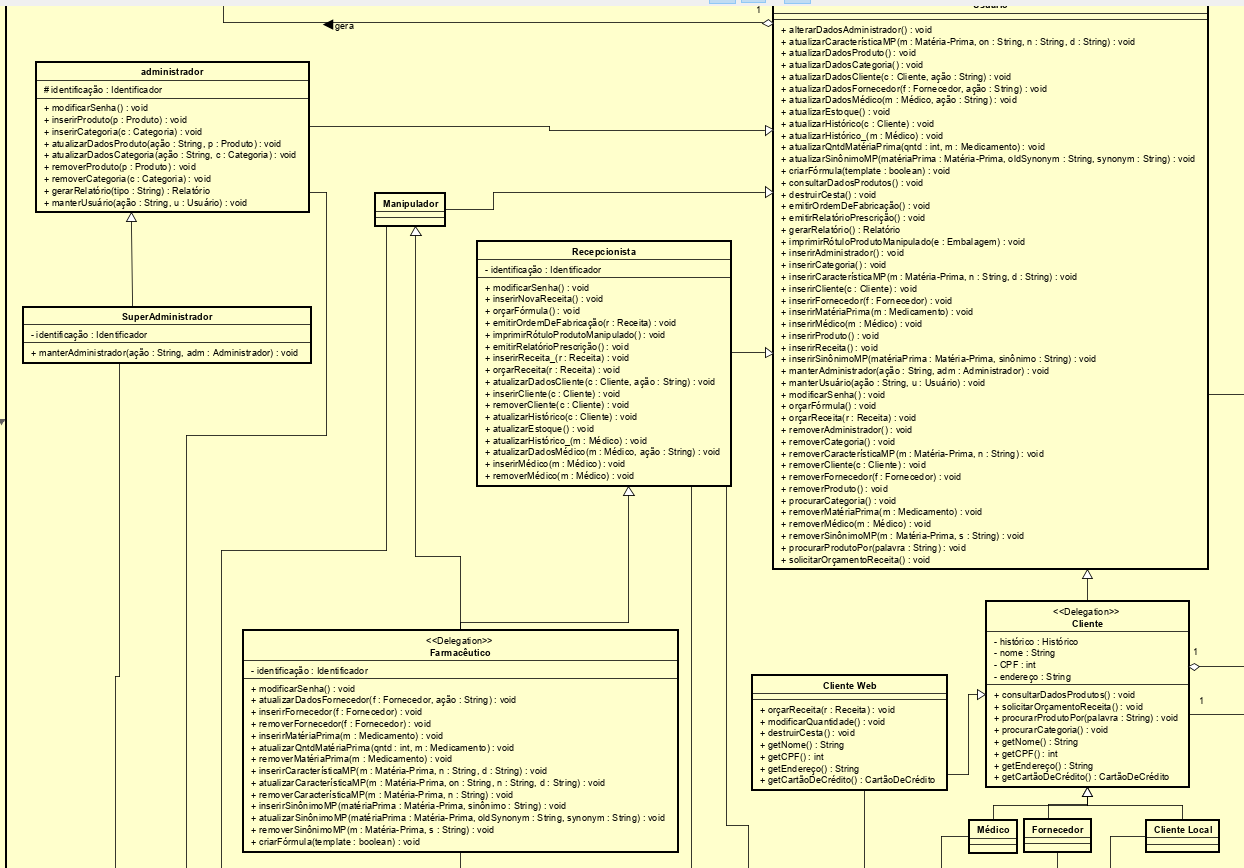 1
gera
Usuário
+ alterarDadosAdministrador() : void
+ atualizarCaracterísticaMP(m : Matéria-Prima, on : String, n : String, d : String) : void
+ atualizarDadosProduto() : void
+ atualizarDadosCategoria() : void
+ atualizarDadosCliente(c : Cliente, ação : String) : void
+ atualizarDadosFornecedor(f : Fornecedor, ação : String) : void
+ atualizarDadosMédico(m : Médico, ação : String) : void
+ atualizarEstoque() : void
+ atualizarHistórico(c : Cliente) : void
+ atualizarHistórico_(m : Médico) : void
+ atualizarQntdMatériaPrima(qntd : int, m : Medicamento) : void
+ atualizarSinônimoMP(matériaPrima : Matéria-Prima, oldSynonym : String, synonym : String) : void
+ criarFórmula(template : boolean) : void
+ consultarDadosProdutos() : void
+ destruirCesta() : void
+ emitirOrdemDeFabricação() : void
+ emitirRelatórioPrescrição() : void
+ gerarRelatório() : Relatório
+ imprimirRótuloProdutoManipulado(e : Embalagem) : void
+ inserirAdministrador() : void
+ inserirCategoria() : void
+ inserirCaracterísticaMP(m : Matéria-Prima, n : String, d : String) : void
+ inserirCliente(c : Cliente) : void
+ inserirFornecedor(f : Fornecedor) : void
+ inserirMatériaPrima(m : Medicamento) : void
+ inserirMédico(m : Médico) : void
+ inserirProduto() : void
+ inserirReceita() : void
+ inserirSinônimoMP(matériaPrima : Matéria-Prima, sinônimo : String) : void
+ manterAdministrador(ação : String, adm : Administrador) : void
+ manterUsuário(ação : String, u : Usuário) : void
+ modificarSenha() : void
+ orçarFórmula() : void
+ orçarReceita(r : Receita) : void
+ removerAdministrador() : void
+ removerCategoria() : void
+ removerCaracterísticaMP(m : Matéria-Prima, n : String) : void
+ removerCliente(c : Cliente) : void
+ removerFornecedor(f : Fornecedor) : void
+ removerProduto() : void
+ procurarCategoria() : void
+ removerMatériaPrima(m : Medicamento) : void
+ removerMédico(m : Médico) : void
+ removerSinônimoMP(m : Matéria-Prima, s : String) : void
+ procurarProdutoPor(palavra : String) : void
+ solicitarOrçamentoReceita() : void
administrador
# identificação : Identificador
+ modificarSenha() : void
+ inserirProduto(p : Produto) : void
+ inserirCategoria(c : Categoria) : void
+ atualizarDadosProduto(ação : String, p : Produto) : void
+ atualizarDadosCategoria(ação : String, c : Categoria) : void
+ removerProduto(p : Produto) : void
+ removerCategoria(c : Categoria) : void
+ gerarRelatório(tipo : String) : Relatório
+ manterUsuário(ação : String, u : Usuário) : void
Manipulador
Recepcionista
- identificação : Identificador
+ modificarSenha() : void
+ inserirNovaReceita() : void
+ orçarFórmula() : void
+ emitirOrdemDeFabricação(r : Receita) : void
+ imprimirRótuloProdutoManipulado() : void
+ emitirRelatórioPrescrição() : void
+ inserirReceita_(r : Receita) : void
+ orçarReceita(r : Receita) : void
+ atualizarDadosCliente(c : Cliente, ação : String) : void
+ inserirCliente(c : Cliente) : void
+ removerCliente(c : Cliente) : void
+ atualizarHistórico(c : Cliente) : void
+ atualizarEstoque() : void
+ atualizarHistórico_(m : Médico) : void
+ atualizarDadosMédico(m : Médico, ação : String) : void
+ inserirMédico(m : Médico) : void
+ removerMédico(m : Médico) : void
SuperAdministrador
- identificação : Identificador
+ manterAdministrador(ação : String, adm : Administrador) : void
<<Delegation>>
Farmacêutico
- identificação : Identificador
+ modificarSenha() : void
+ atualizarDadosFornecedor(f : Fornecedor, ação : String) : void
+ inserirFornecedor(f : Fornecedor) : void
+ removerFornecedor(f : Fornecedor) : void
+ inserirMatériaPrima(m : Medicamento) : void
+ atualizarQntdMatériaPrima(qntd : int, m : Medicamento) : void
+ removerMatériaPrima(m : Medicamento) : void
+ inserirCaracterísticaMP(m : Matéria-Prima, n : String, d : String) : void
+ atualizarCaracterísticaMP(m : Matéria-Prima, on : String, n : String, d : String) : void
+ removerCaracterísticaMP(m : Matéria-Prima, n : String) : void
+ inserirSinônimoMP(matériaPrima : Matéria-Prima, sinônimo : String) : void
+ atualizarSinônimoMP(matériaPrima : Matéria-Prima, oldSynonym : String, synonym : String) : void
+ removerSinônimoMP(m : Matéria-Prima, s : String) : void
+ criarFórmula(template : boolean) : void
Cliente Web
+ orçarReceita(r : Receita) : void
+ modificarQuantidade() : void
+ destruirCesta() : void
+ getNome() : String
+ getCPF() : int
+ getEndereço() : String
+ getCartãoDeCrédito() : CartãoDeCrédito
<<Delegation>>
Cliente
- histórico : Histórico
- nome : String
- CPF : int
- endereço : String
+ consultarDadosProdutos() : void
+ solicitarOrçamentoReceita() : void
+ procurarProdutoPor(palavra : String) : void
+ procurarCategoria() : void
+ getNome() : String
+ getCPF() : int
+ getEndereço() : String
+ getCartãoDeCrédito() : CartãoDeCrédito
1
1
Médico
Fornecedor
Cliente Local